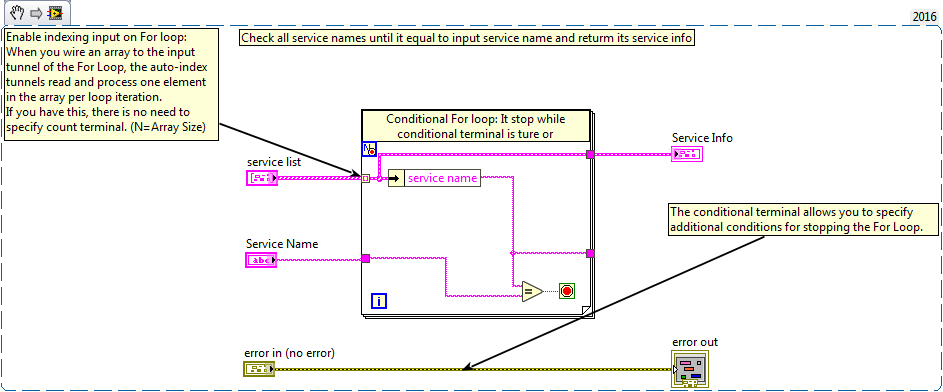 2016
Enable indexing input on For loop:
When you wire an array to the input
tunnel of the For Loop, the auto-index
tunnels read and process one element
in the array per loop iteration.
If you have this, there is no need to
specify count terminal. (N=Array Size)
Check all service names until it equal to input service name and returm its service info
Conditional For loop: It stop while
conditional terminal is ture or
N
service list
service name
Service Info
The conditional terminal allows you to specify
additional conditions for stopping the For Loop.
Service Name
abc
=
i
error in (no error)
error out